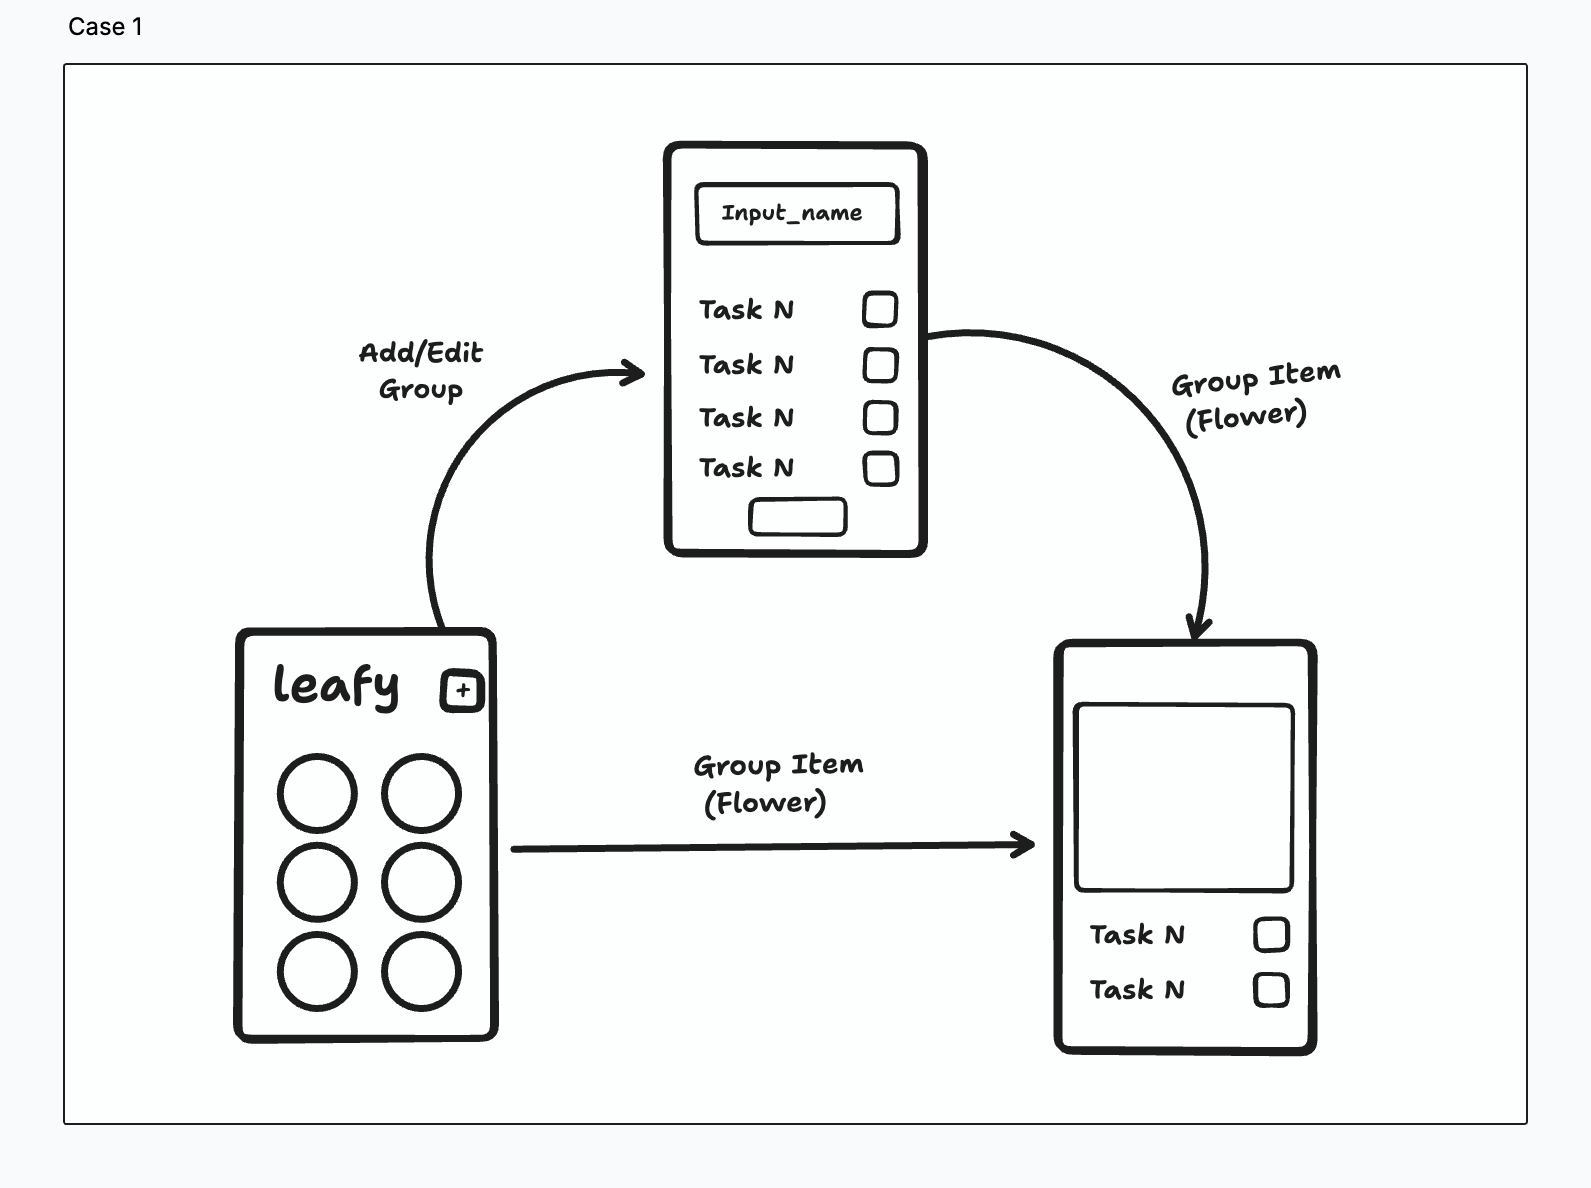 Case 1
Input_name
Task N
Task N
Task N
Task N
Add/Edit
Group
Group Item
(Flower)
leafy
+
Group Item
(Flower)
Task N
Task N